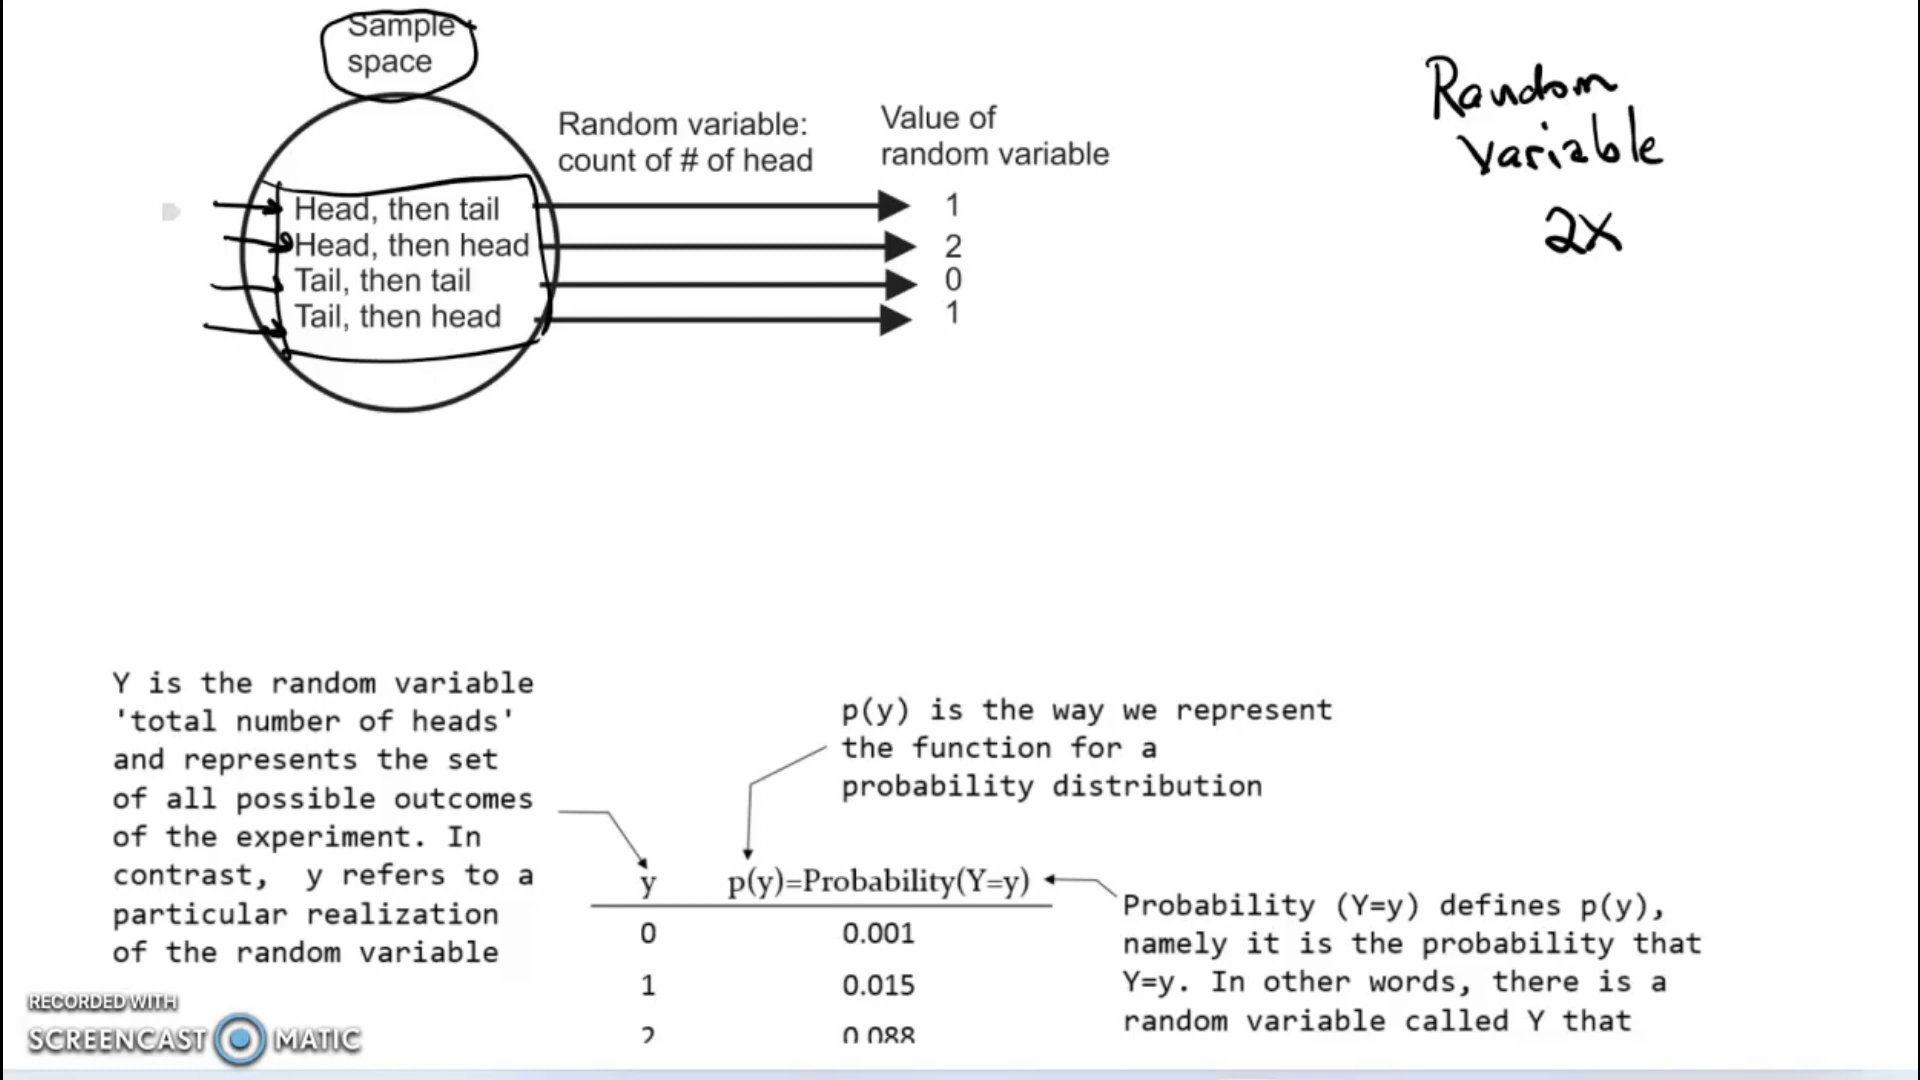 Sample
space
Random
Variable
2x
Random variable:
count of # of head
Value of
random variable
Head, then tail
1
Head, then head
2
Tail, then tail
0
Tail, then head
1
Y is the random variable
'total number of heads'
and represents the set
of all possible outcomes
of the experiment. In
contrast, y refers to a
particular realization
of the random variable
p(y) is the way we represent
the function for a
probability distribution
y p(y)=Probability(Y=y)
0 0.001
1 0.015
2 0.088
Probability (Y=y) defines p(y),
namely it is the probability that
Y=y. In other words, there is a
random variable called Y that
RECORDED WITH
SCREENCAST MATIC